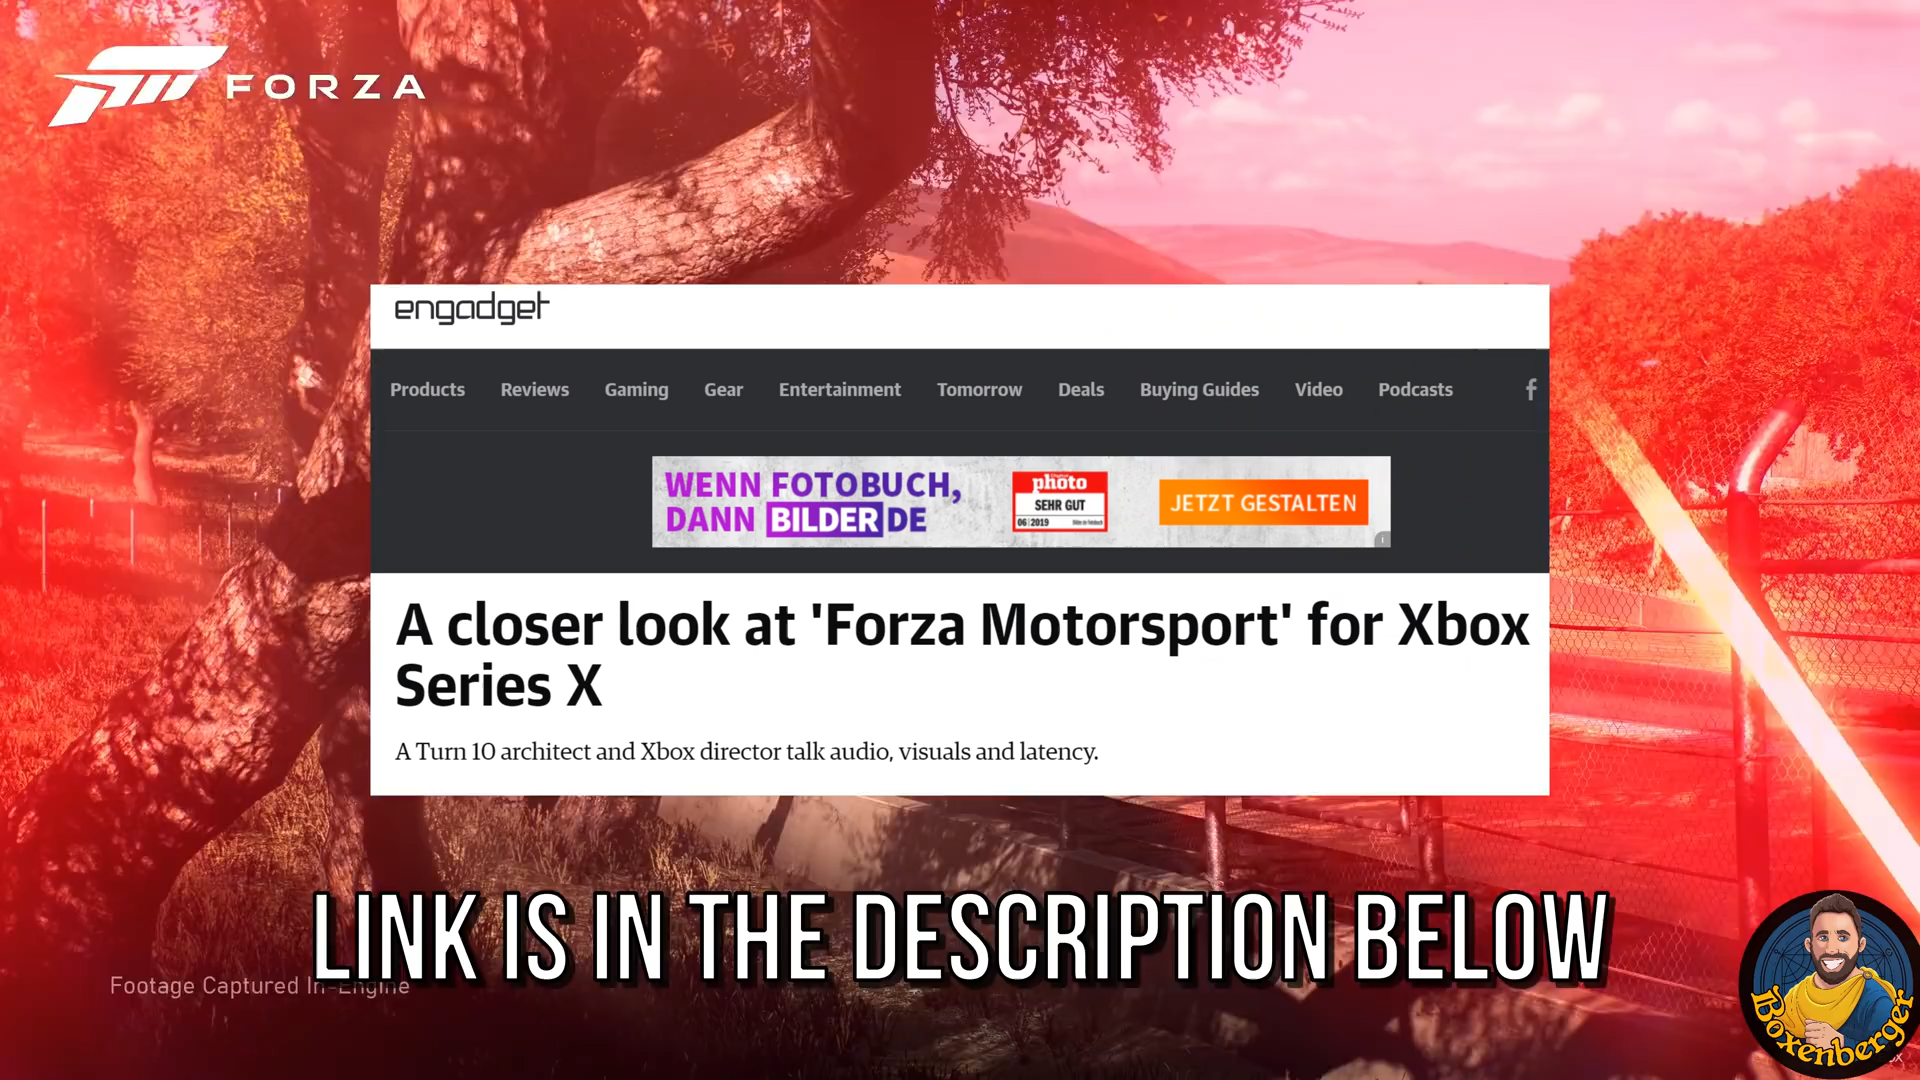 FORZA
engadget
Products Reviews Gaming Gear Entertainment Tomorrow Deals Buying Guides Video Podcasts f
WENN FOTOBUCH,
DANN BILDER DE
photo
SEHR GUT
06|2019
JETZT GESTALTEN
A closer look at 'Forza Motorsport' for Xbox
Series X
A Turn 10 architect and Xbox director talk audio, visuals and latency.
LINK IS IN THE DESCRIPTION BELOW
Footage Captured In-Engine
Boxenberger